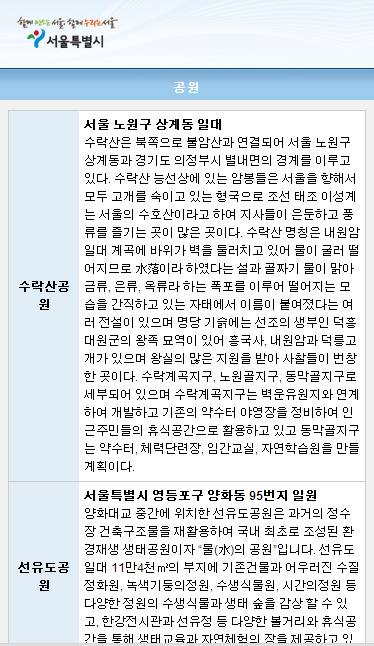 함께 만드는 서울 함께 누리는 서울
서울특별시
공원
수락산공
원
서울 노원구 상계동 일대
수락산은 북쪽으로 불암산과 연결되어 서울 노원구
상계동과 경기도 의정부시 별내면의 경계를 이루고
있다. 수락산 능선상에 있는 암봉들은 서울을 향해서
모두 고개를 숙이고 있는 형국으로 조선 태조 이성계
는 서울의 수호산이라고 하여 지사들이 은둔하고 풍
류를 즐기는 곳이 많은 곳이다. 수락산 명칭은 내원암
일대 계곡에 바위가 벽을 둘러치고 있어 물이 굴러 떨
어지므로 水落이라 하였다는 설과 골짜기 물이 맑아
금류, 은류, 옥류라 하는 폭포를 이루어 떨어지는 모
습을 간직하고 있는 자태에서 이름이 붙여졌다는 여
러 전설이 있으며 명당 기슭에는 선조의 생부인 덕흥
대원군의 왕족 묘역이 있어 흥국사, 내원암과 덕릉고
개가 있으며 왕실의 많은 지원을 받아 사찰들이 번창
한 곳이다. 수락계곡지구, 노원골지구, 동막골지구로
세부되어 있으며 수락계곡지구는 벽운유원지와 연계
하여 개발하고 기존의 약수터 야영장을 정비하여 인
근주민들의 휴식공간으로 활용하고 있고 동막골지구
는 약수터, 체력단련장, 임간교실, 자연학습원을 만들
계획이다.
선유도공
원
서울특별시 영등포구 양화동 95번지 일원
양화대교 중간에 위치한 선유도공원은 과거의 정수
장 건축구조물을 재활용하여 국내 최초로 조성된 환
경재생 생태공원이자 “물(水)의 공원”입니다. 선유도
일대 11만4천㎡의 부지에 기존건물과 어우러진 수질
정화원, 녹색기둥의정원, 수생식물원, 시간의정원 등
다양한 정원의 수생식물과 생태 숲을 감상 할 수 있
고, 한강전시관과 선유정 등 다양한 볼거리와 휴식공
간을 통해 생태교육과 자연체험의 장을 제공하고 있